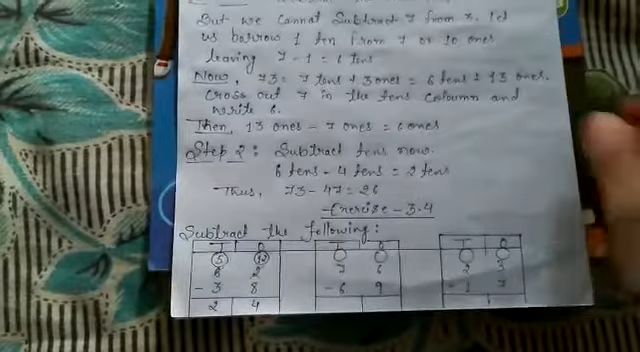 But we cannot Subtract 7 from 3. let
us borrow 1 ten from 7 or 10 ones
leaving 7 - 1 = 6 tens
Now, 73 = 7 tens + 3 ones = 6 tens + 13 ones.
Cross out 7 in the tens column and
write 6.
Then, 13 ones - 7 ones = 6 ones
Step 2: Subtract tens now.
6 tens - 4 tens = 2 tens
Thus, 73 - 47 = 26
Exercise - 3.4
Subtract the following:
T O T O T O
5 12
6 2 7 6 2 3
- 3 8 - 6 9 - 1 7
2 4